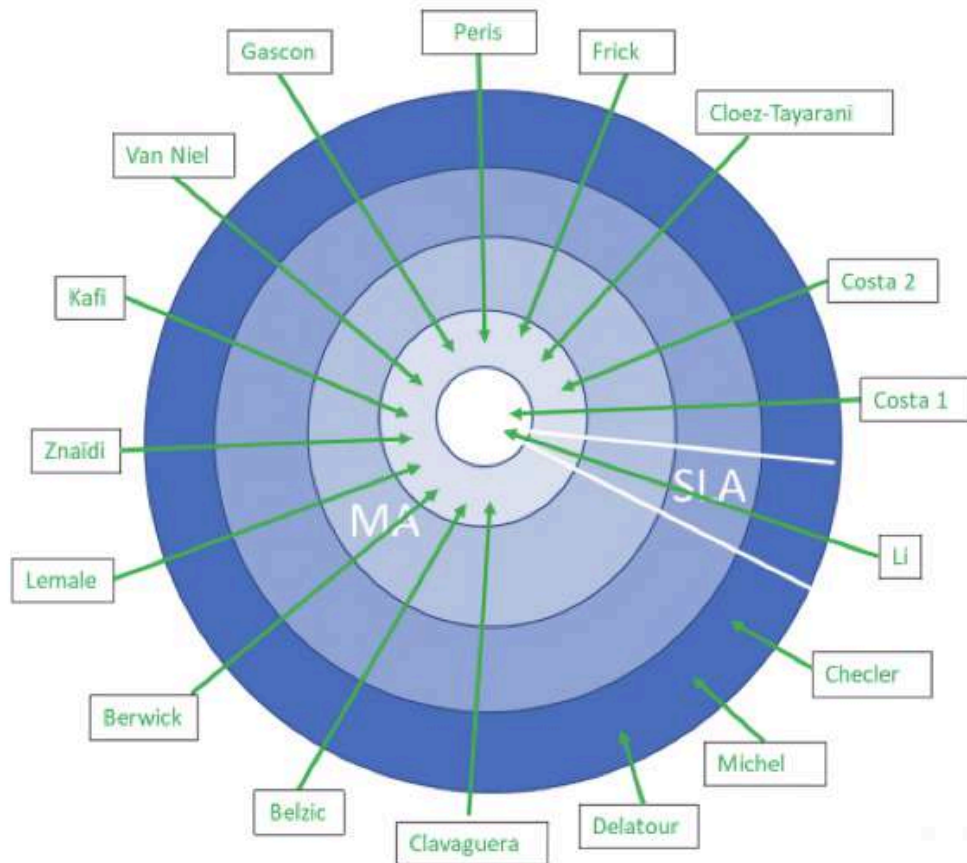 Peris
Gascon
Frick
Cloez-Tayarani
Van Niel
Kafi
Costa 2
Costa 1
Znaïdi
SLA
MA
Li
Lemale
Checler
Berwick
Michel
Belzic
Delatour
Clavaguera